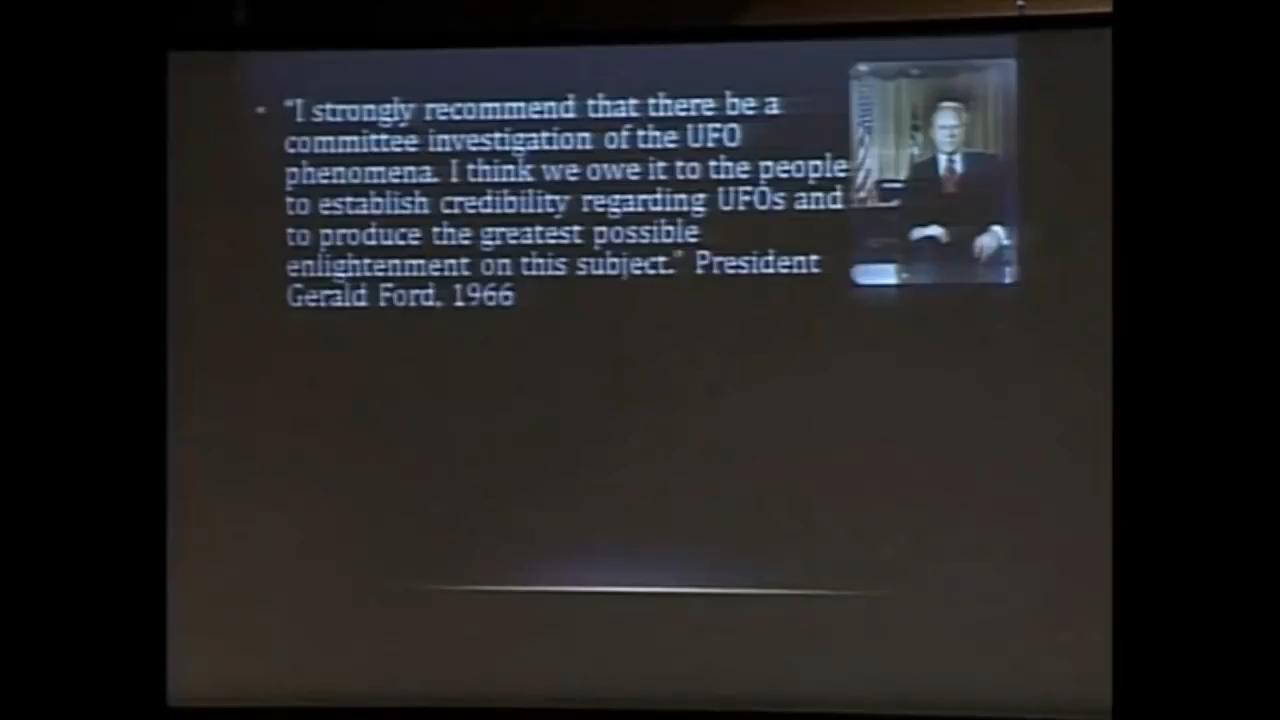 "I strongly recommend that there be a
committee investigation of the UFO
phenomena. I think we owe it to the people
to establish credibility regarding UFOs and
to produce the greatest possible
enlightenment on this subject." President
Gerald Ford, 1966